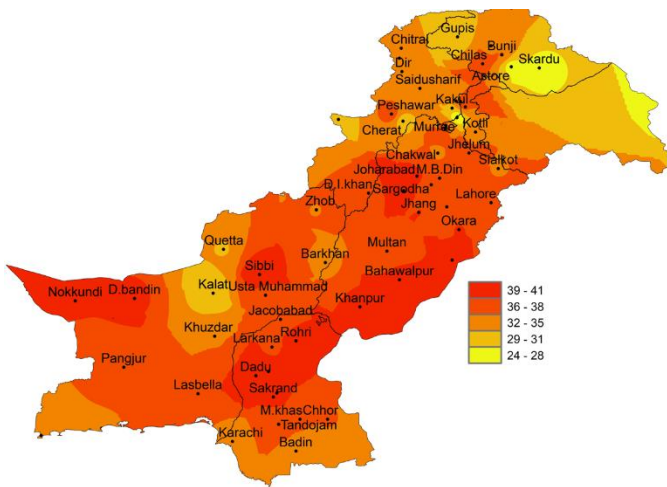 Gupis
Chitral
Bunji
Chilas
Skardu
Dir
Astore
Saidusharif
Kakul
Peshawar
Murree
Kotli
Cherat
Jhelum
Chakwal
Sialkot
Joharabad
M.B.Din
D.I.khan
Sargodha
Lahore
Zhob
Jhang
Okara
Quetta
Multan
Barkhan
Sibbi
Bahawalpur
Nokkundi
D.bandin
Kalat
Usta Muhammad
Khanpur
Jacobabad
Khuzdar
Rohri
Larkana
Pangjur
Dadu
Lasbella
Sakrand
M.khas
Chhor
Tandojam
Karachi
Badin
39 - 41
36 - 38
32 - 35
29 - 31
24 - 28